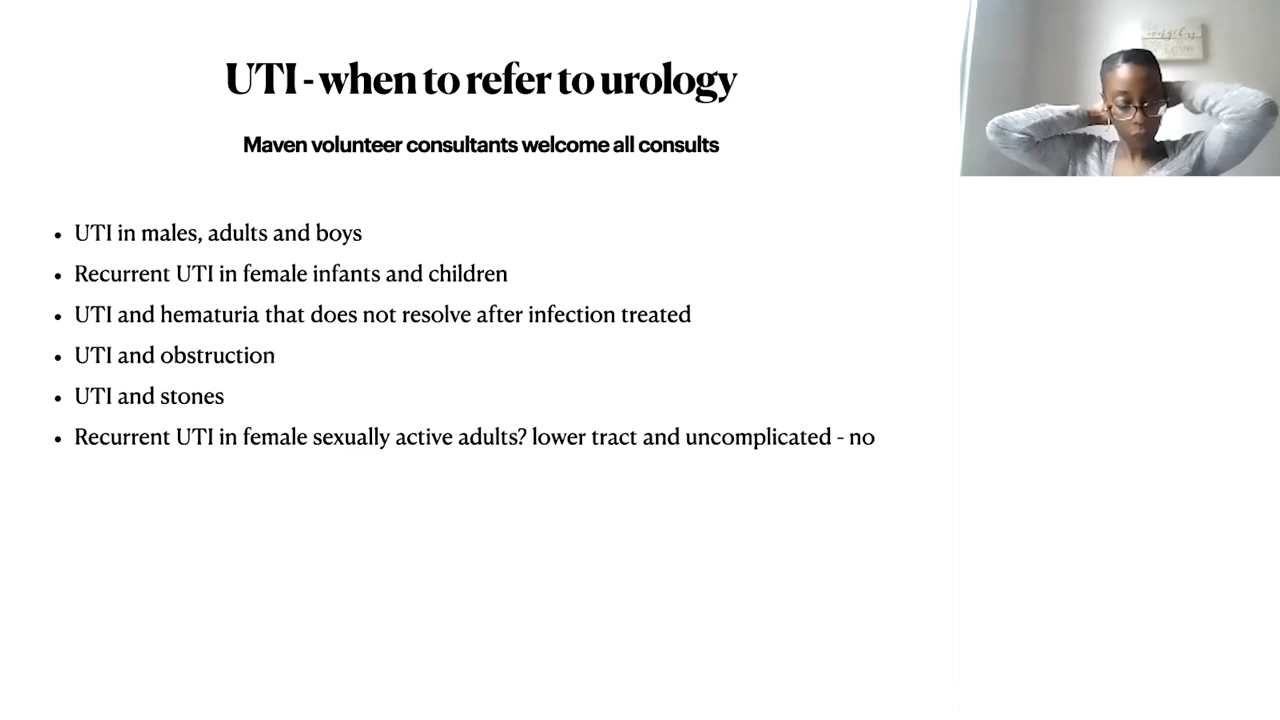 UTI - when to refer to urology
Maven volunteer consultants welcome all consults
• UTI in males, adults and boys
• Recurrent UTI in female infants and children
• UTI and hematuria that does not resolve after infection treated
• UTI and obstruction
• UTI and stones
• Recurrent UTI in female sexually active adults? lower tract and uncomplicated - no